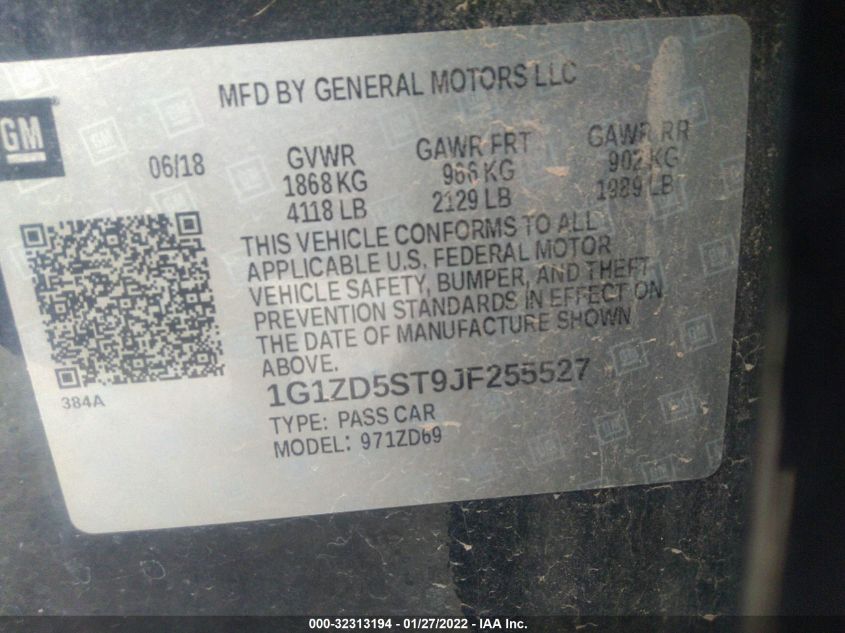 MFD BY GENERAL MOTORS LLC
GM
06/18
GVWR GAWR FRT GAWR RR
1868 KG 966 KG 902 KG
4118 LB 2129 LB 1989 LB
THIS VEHICLE CONFORMS TO ALL
APPLICABLE U.S. FEDERAL MOTOR
VEHICLE SAFETY, BUMPER, AND THEFT
PREVENTION STANDARDS IN EFFECT ON
THE DATE OF MANUFACTURE SHOWN
ABOVE.
1G1ZD5ST9JF255527
384A
TYPE: PASS CAR
MODEL: 971ZD69
000-32313194 - 01/27/2022 - IAA Inc.